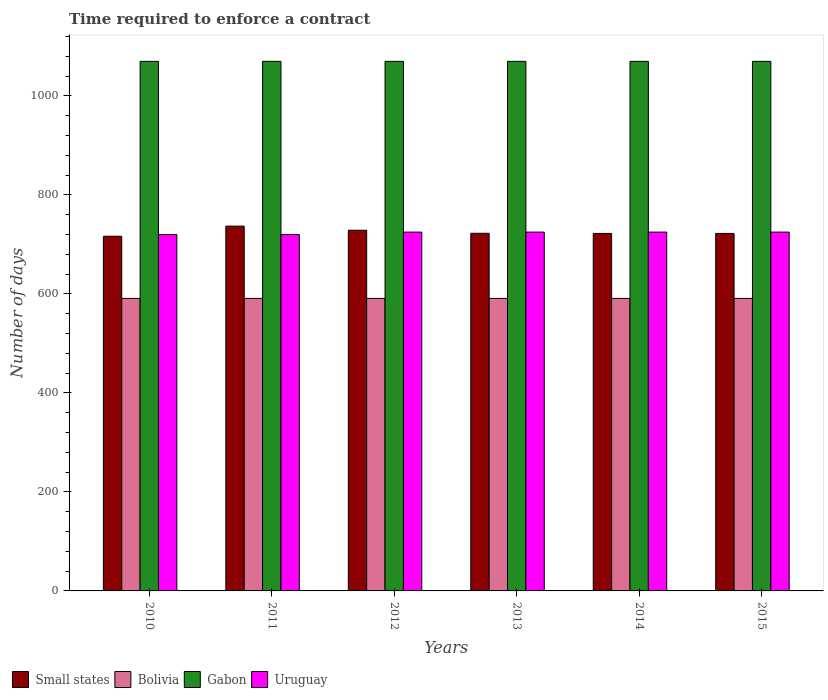 Time required to enforce a contract
Number of days
1000
800
600
400
200
0
2010 2011 2012 2013 2014 2015
Years
Small states Bolivia Gabon Uruguay